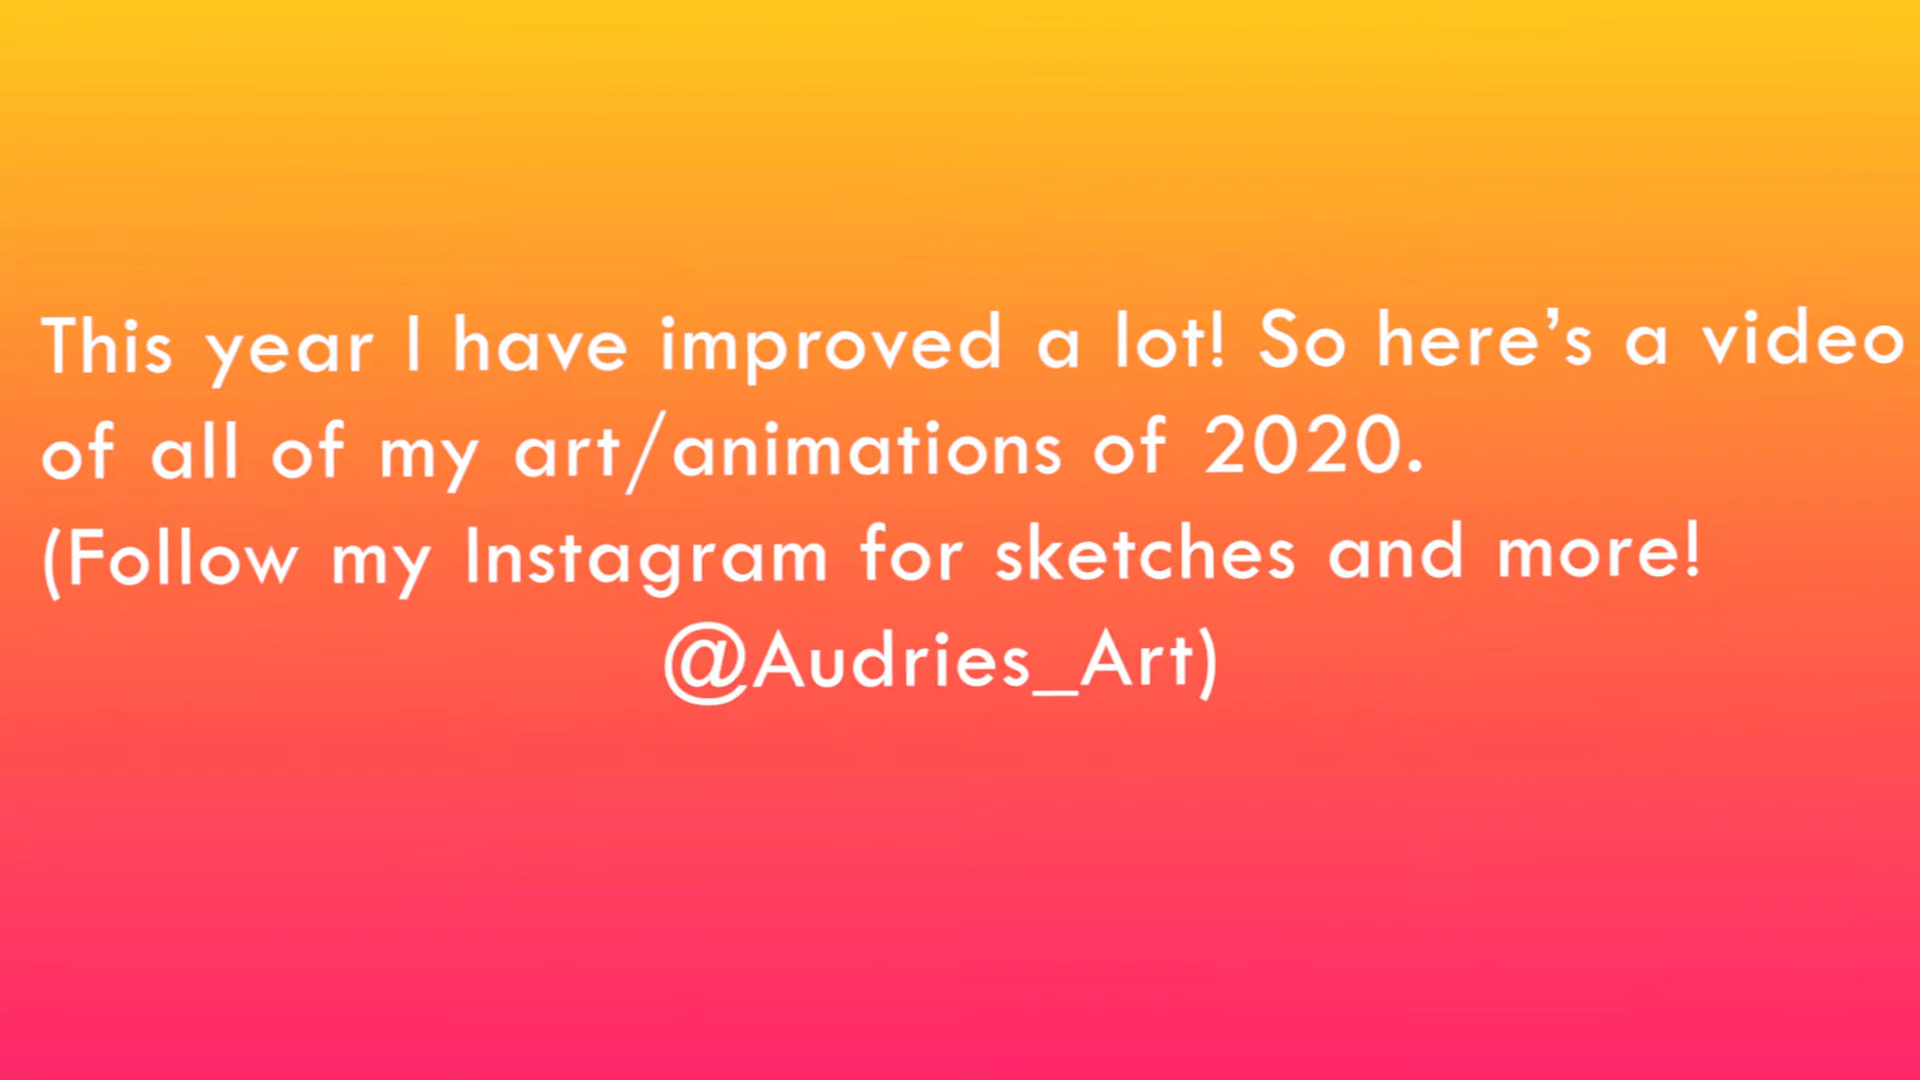 This year I have improved a lot! So here’s a video
of all of my art/animations of 2020.
(Follow my Instagram for sketches and more!
@Audries_Art)